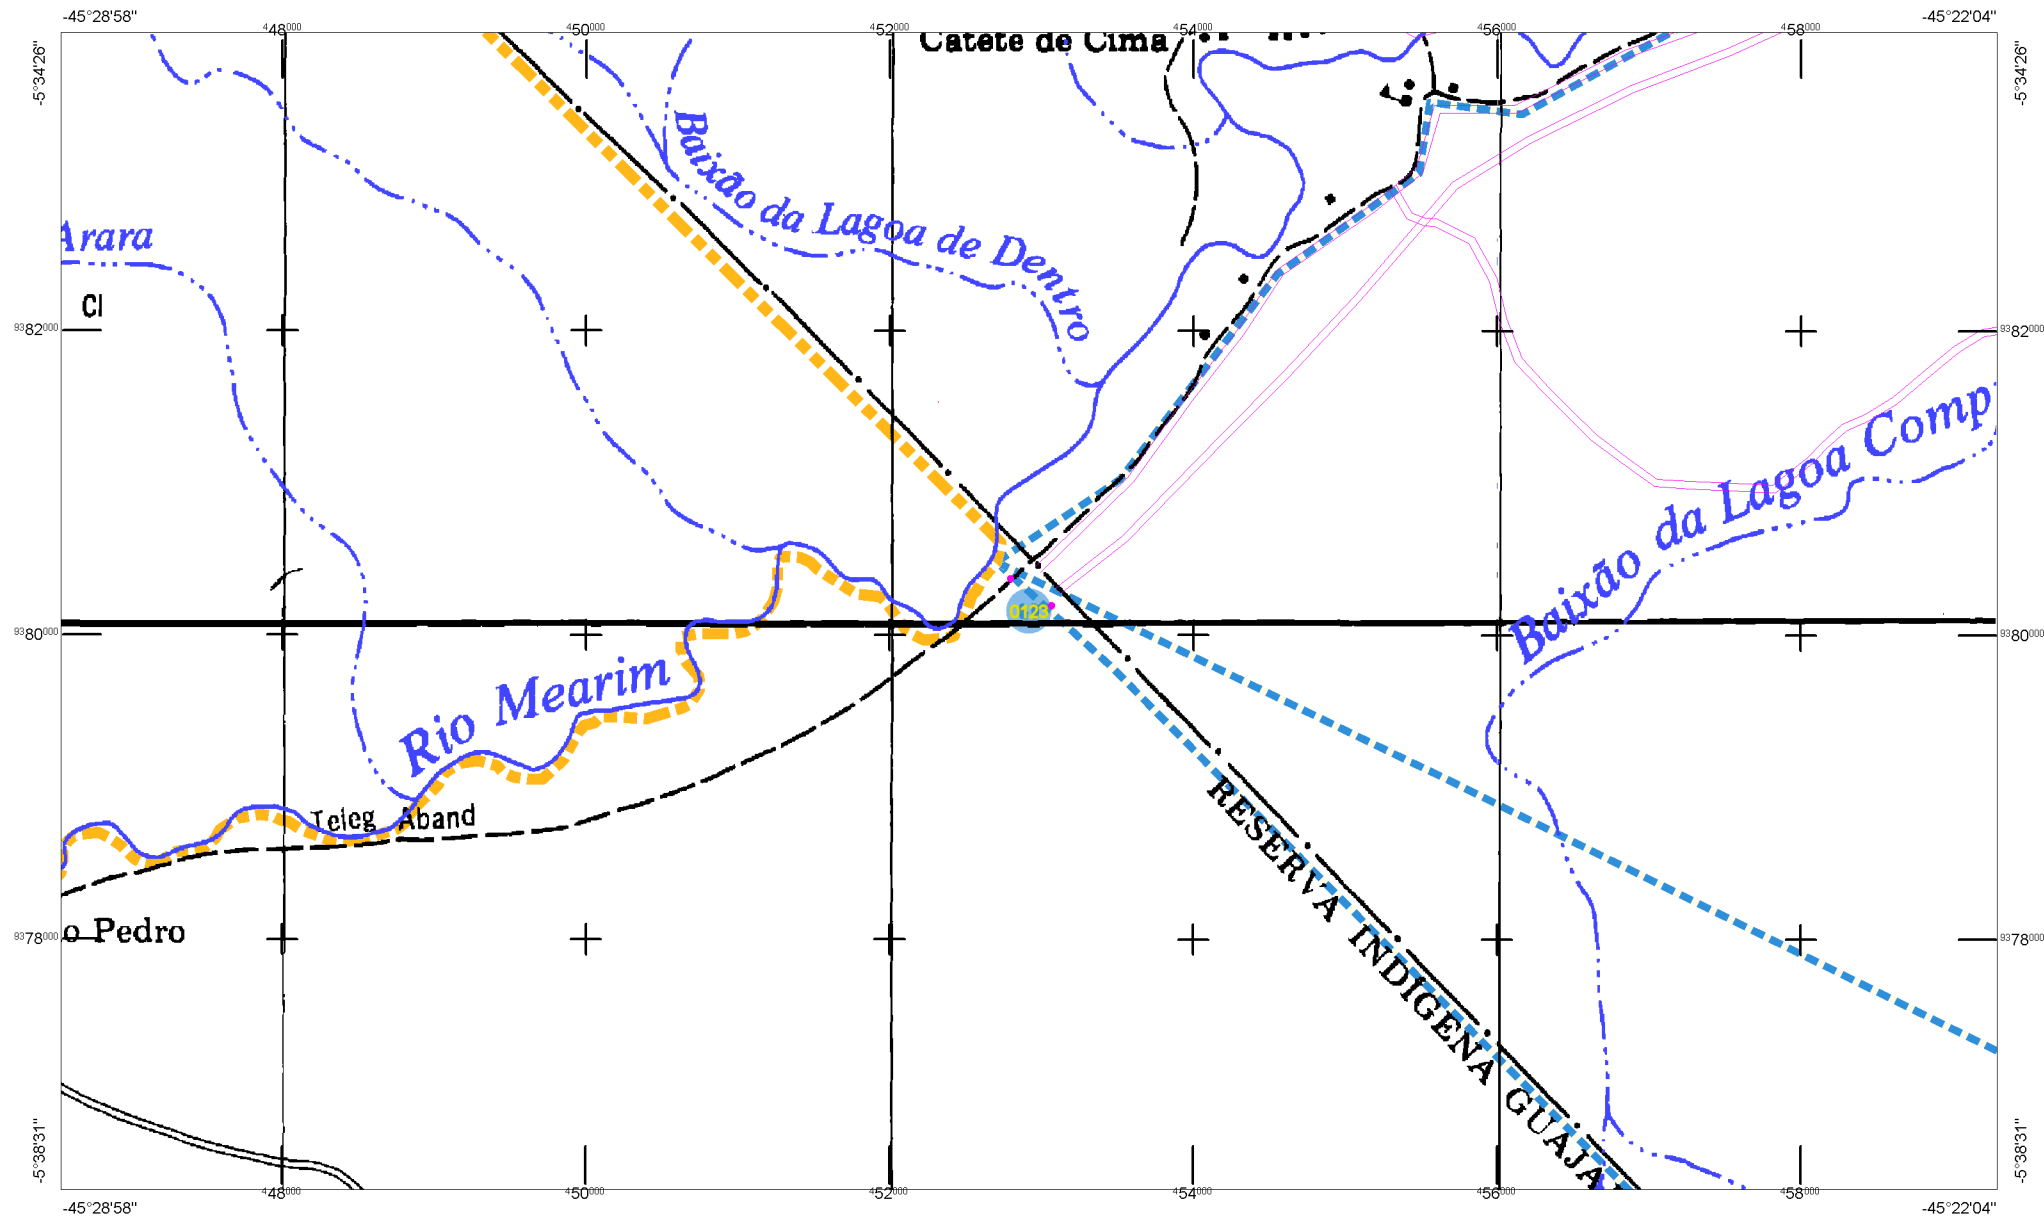 -45°28'58" -45°22'04"
448000 450000 452000 454000 456000 458000
-5°34'26" -5°34'26"
Catete de Cima
Baixão da Lagoa de Dentro
Arara
CI
9382000 9382000
Baixão da Lagoa Comp
0123
9380000 9380000
Rio Mearim
Teleg Aband
RESERVA INDIGENA GUAJA
o Pedro
9378000 9378000
-5°38'31" -5°38'31"
448000 450000 452000 454000 456000 458000
-45°28'58" -45°22'04"